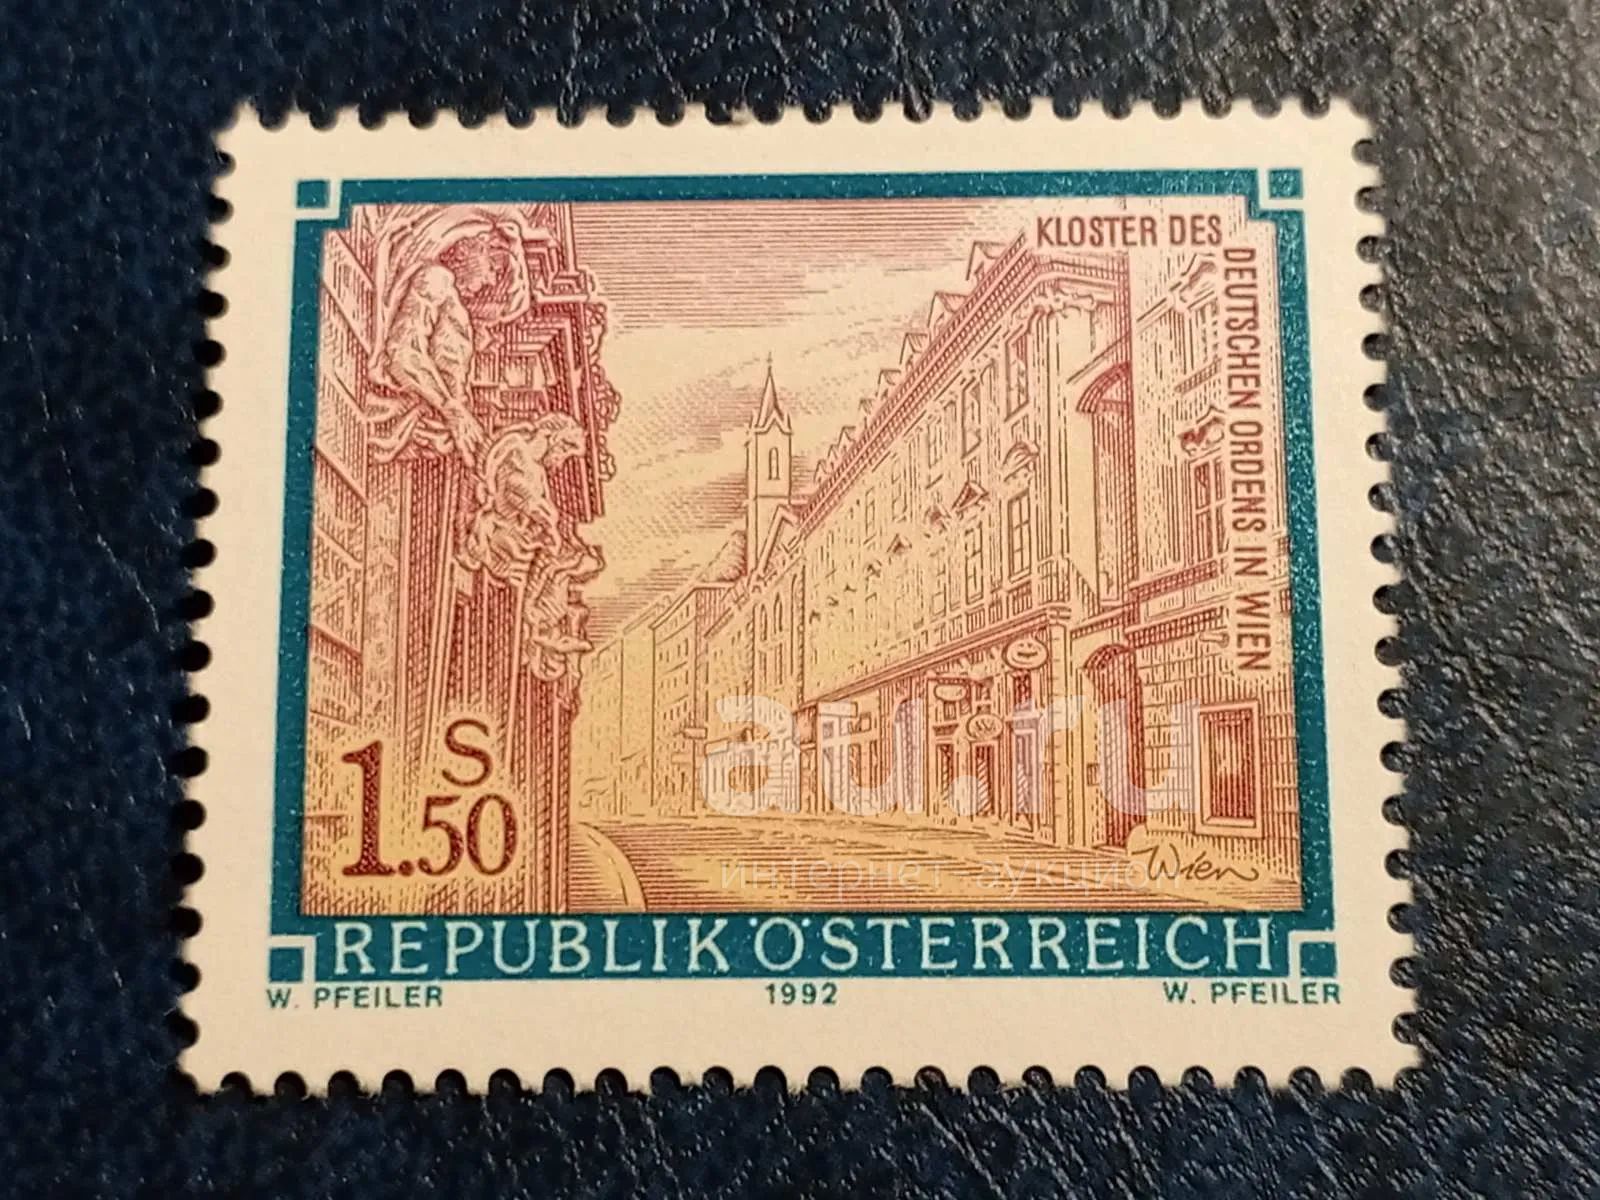 KLOSTER DES
DEUTSCHEN ORDENS IN WIEN
1.50
S
Wien
REPUBLIK ÖSTERREICH
W. PFEILER
1992
W. PFEILER
au.ru
интернет-аукцион